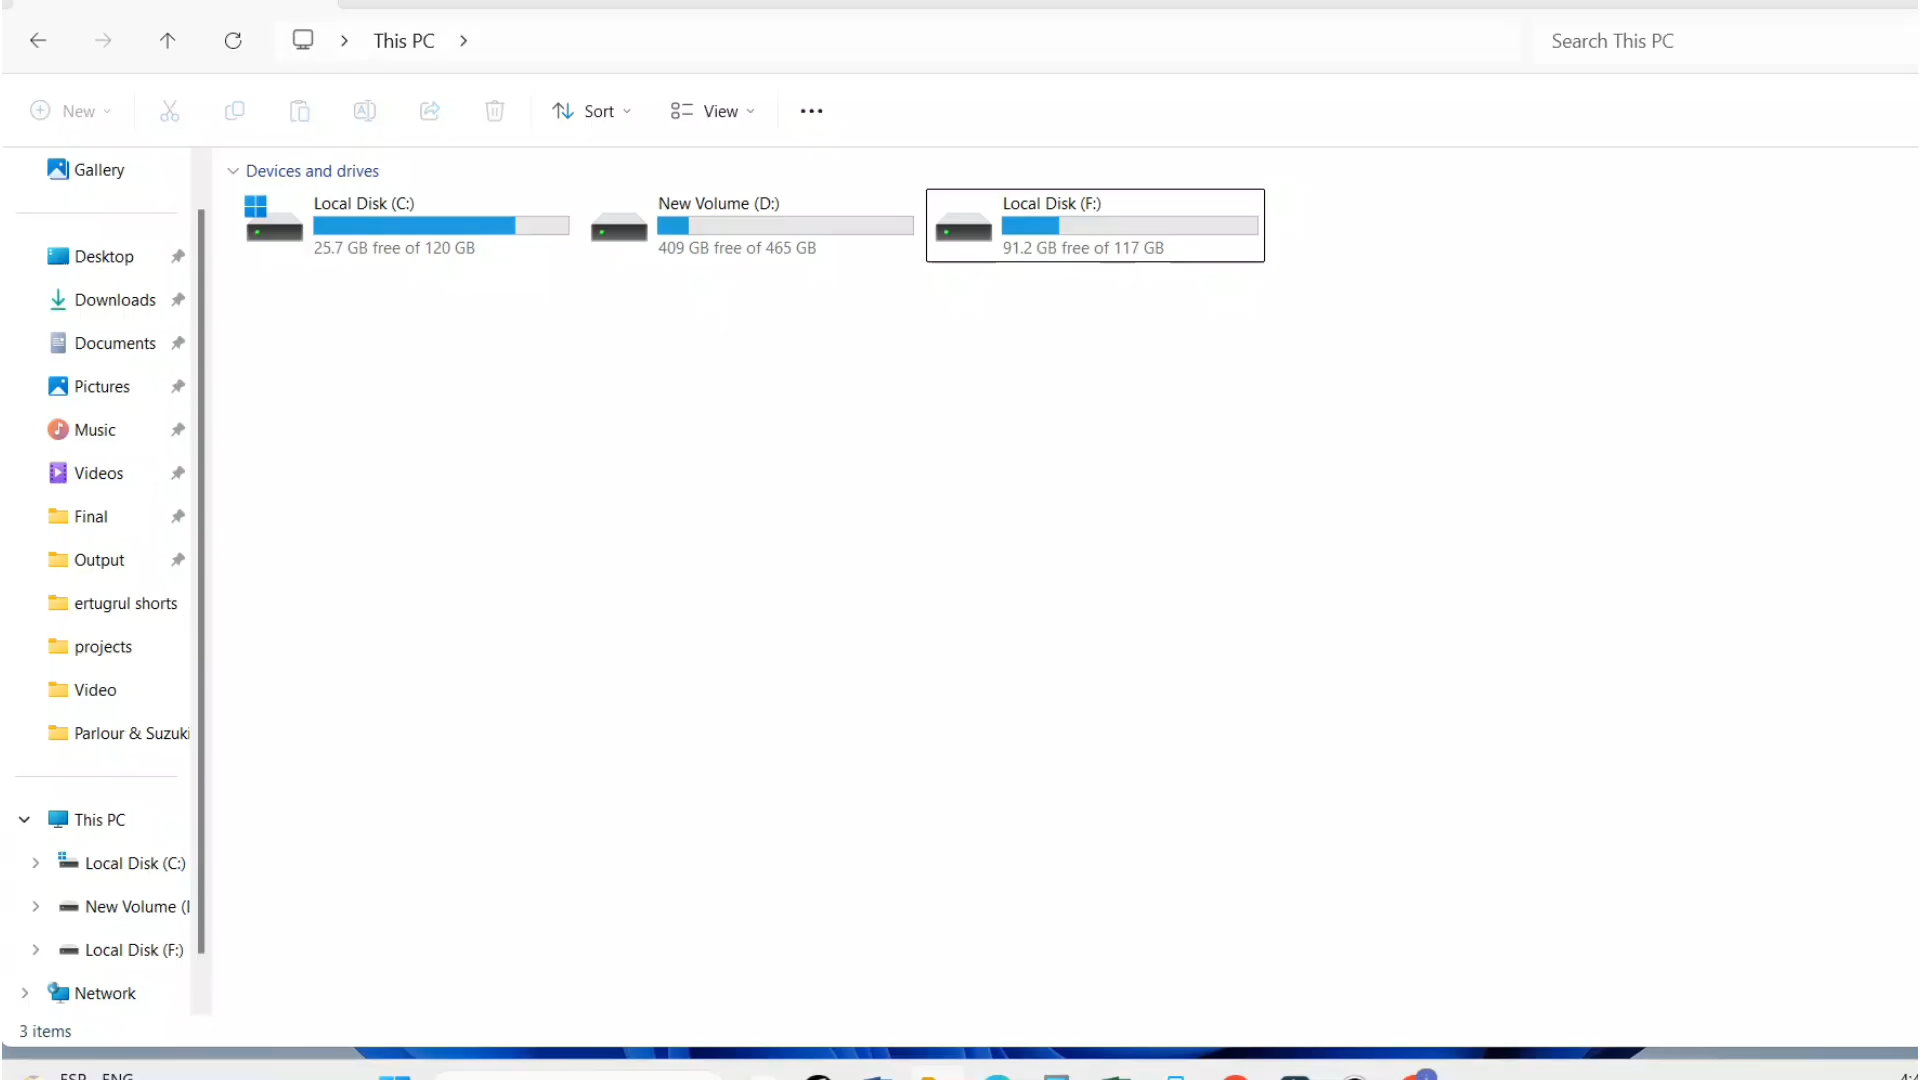 This PC
Search This PC
New
Sort
View
Gallery
Desktop
Downloads
Documents
Pictures
Music
Videos
Final
Output
ertugrul shorts
projects
Video
Parlour & Suzuki
This PC
Local Disk (C:)
New Volume (
Local Disk (F:)
Network
Devices and drives
Local Disk (C:)
25.7 GB free of 120 GB
New Volume (D:)
409 GB free of 465 GB
Local Disk (F:)
91.2 GB free of 117 GB
3 items